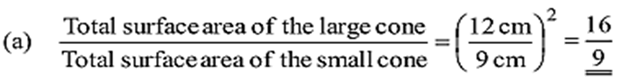 (a) Total surface area of the large cone / Total surface area of the small cone = (12 cm / 9 cm)² = 16 / 9